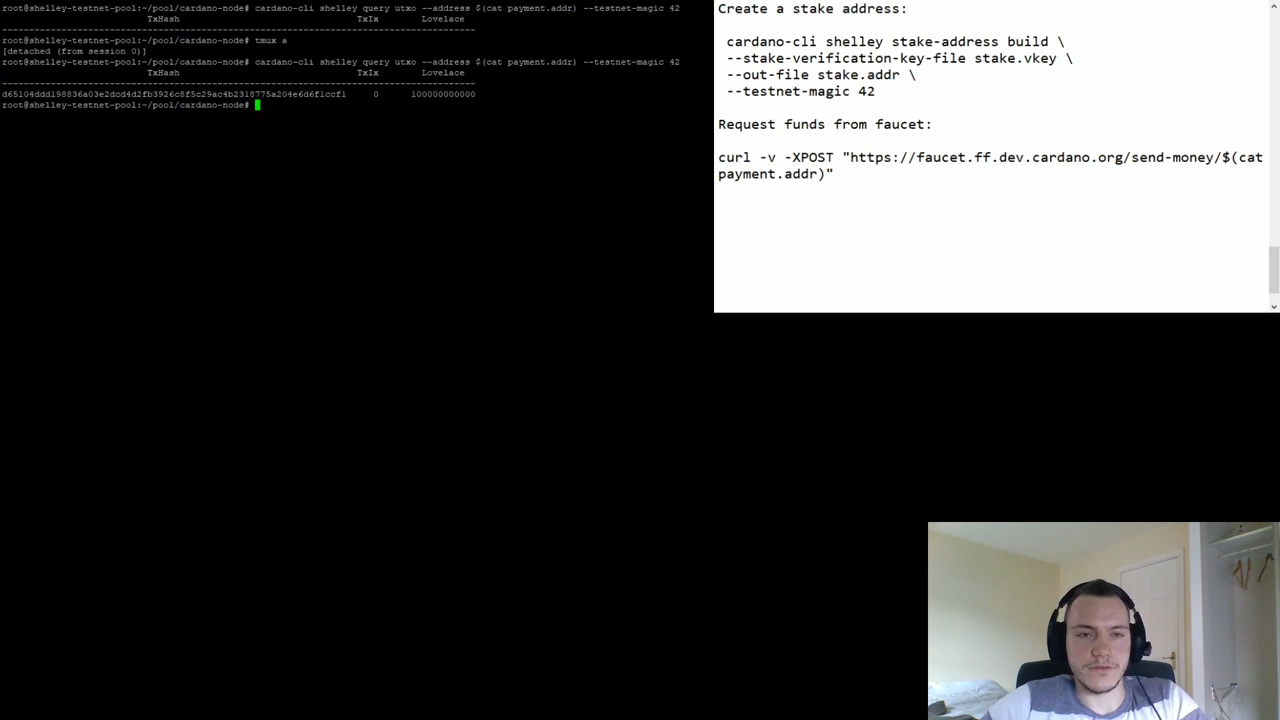 root@shelley-testnet-pool:~/pool/cardano-node# cardano-cli shelley query utxo --address $(cat payment.addr) --testnet-magic 42
TxHash TxIx Lovelace
----------------------------------------------------------------------------------------
root@shelley-testnet-pool:~/pool/cardano-node# tmux a
[detached (from session 0)]
root@shelley-testnet-pool:~/pool/cardano-node# cardano-cli shelley query utxo --address $(cat payment.addr) --testnet-magic 42
TxHash TxIx Lovelace
----------------------------------------------------------------------------------------
0 100000000000
root@shelley-testnet-pool:~/pool/cardano-node#
Create a stake address:
cardano-cli shelley stake-address build \
--stake-verification-key-file stake.vkey \
--out-file stake.addr \
--testnet-magic 42
Request funds from faucet:
curl -v -XPOST "https://faucet.ff.dev.cardano.org/send-money/$(cat
payment.addr)"